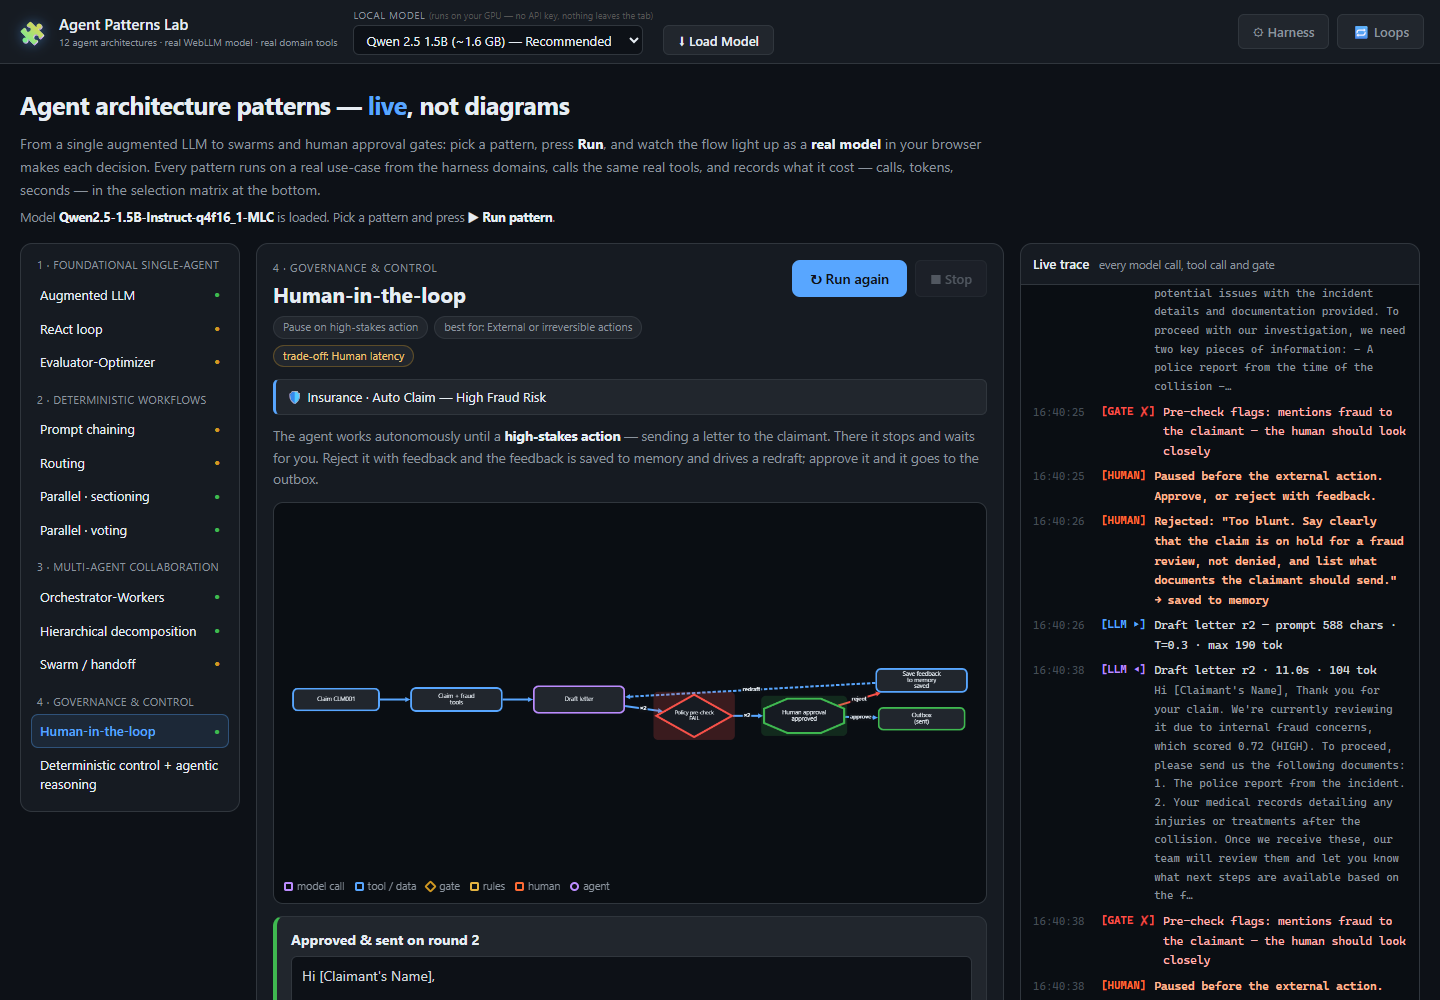 Agent Patterns Lab
12 agent architectures · real WebLLM model · real domain tools
LOCAL MODEL (runs on your GPU — no API key, nothing leaves the tab)
Qwen 2.5 1.5B (~1.6 GB) — Recommended
⬇ Load Model
⚙ Harness
🔁 Loops
Agent architecture patterns — live, not diagrams
From a single augmented LLM to swarms and human approval gates: pick a pattern, press Run, and watch the flow light up as a real model in your browser
makes each decision. Every pattern runs on a real use-case from the harness domains, calls the same real tools, and records what it cost — calls, tokens,
seconds — in the selection matrix at the bottom.
Model Qwen2.5-1.5B-Instruct-q4f16_1-MLC is loaded. Pick a pattern and press ▶ Run pattern.
1 · FOUNDATIONAL SINGLE-AGENT
Augmented LLM
ReAct loop
Evaluator-Optimizer
2 · DETERMINISTIC WORKFLOWS
Prompt chaining
Routing
Parallel · sectioning
Parallel · voting
3 · MULTI-AGENT COLLABORATION
Orchestrator-Workers
Hierarchical decomposition
Swarm / handoff
4 · GOVERNANCE & CONTROL
Human-in-the-loop
Deterministic control + agentic
reasoning
4 · GOVERNANCE & CONTROL
Human-in-the-loop
↻ Run again
■ Stop
Pause on high-stakes action
best for: External or irreversible actions
trade-off: Human latency
Insurance · Auto Claim — High Fraud Risk
The agent works autonomously until a high-stakes action — sending a letter to the claimant. There it stops and waits
for you. Reject it with feedback and the feedback is saved to memory and drives a redraft; approve it and it goes to the
outbox.
Claim CLM001
Claim + fraud
tools
Draft letter
×2
Policy pre-check
FAIL
×2
Human approval
approved
redraft
reject
approve
Save feedback
to memory
saved
Outbox
(sent)
model call
tool / data
gate
rules
human
agent
Approved & sent on round 2
Hi [Claimant's Name],
Live trace every model call, tool call and gate
potential issues with the incident
details and documentation provided. To
proceed with our investigation, we need
two key pieces of information: – A
police report from the time of the
collision –…
16:40:25 [GATE ✗] Pre-check flags: mentions fraud to
the claimant — the human should look
closely
16:40:25 [HUMAN] Paused before the external action.
Approve, or reject with feedback.
16:40:26 [HUMAN] Rejected: "Too blunt. Say clearly
that the claim is on hold for a fraud
review, not denied, and list what
documents the claimant should send."
→ saved to memory
16:40:26 [LLM ▸] Draft letter r2 — prompt 588 chars ·
T=0.3 · max 190 tok
16:40:38 [LLM ◂] Draft letter r2 · 11.0s · 104 tok
Hi [Claimant's Name], Thank you for
your claim. We're currently reviewing
it due to internal fraud concerns,
which scored 0.72 (HIGH). To proceed,
please send us the following documents:
1. The police report from the incident.
2. Your medical records detailing any
injuries or treatments after the
collision. Once we receive these, our
team will review them and let you know
what next steps are available based on
the f…
16:40:38 [GATE ✗] Pre-check flags: mentions fraud to
the claimant — the human should look
closely
16:40:38 [HUMAN] Paused before the external action.